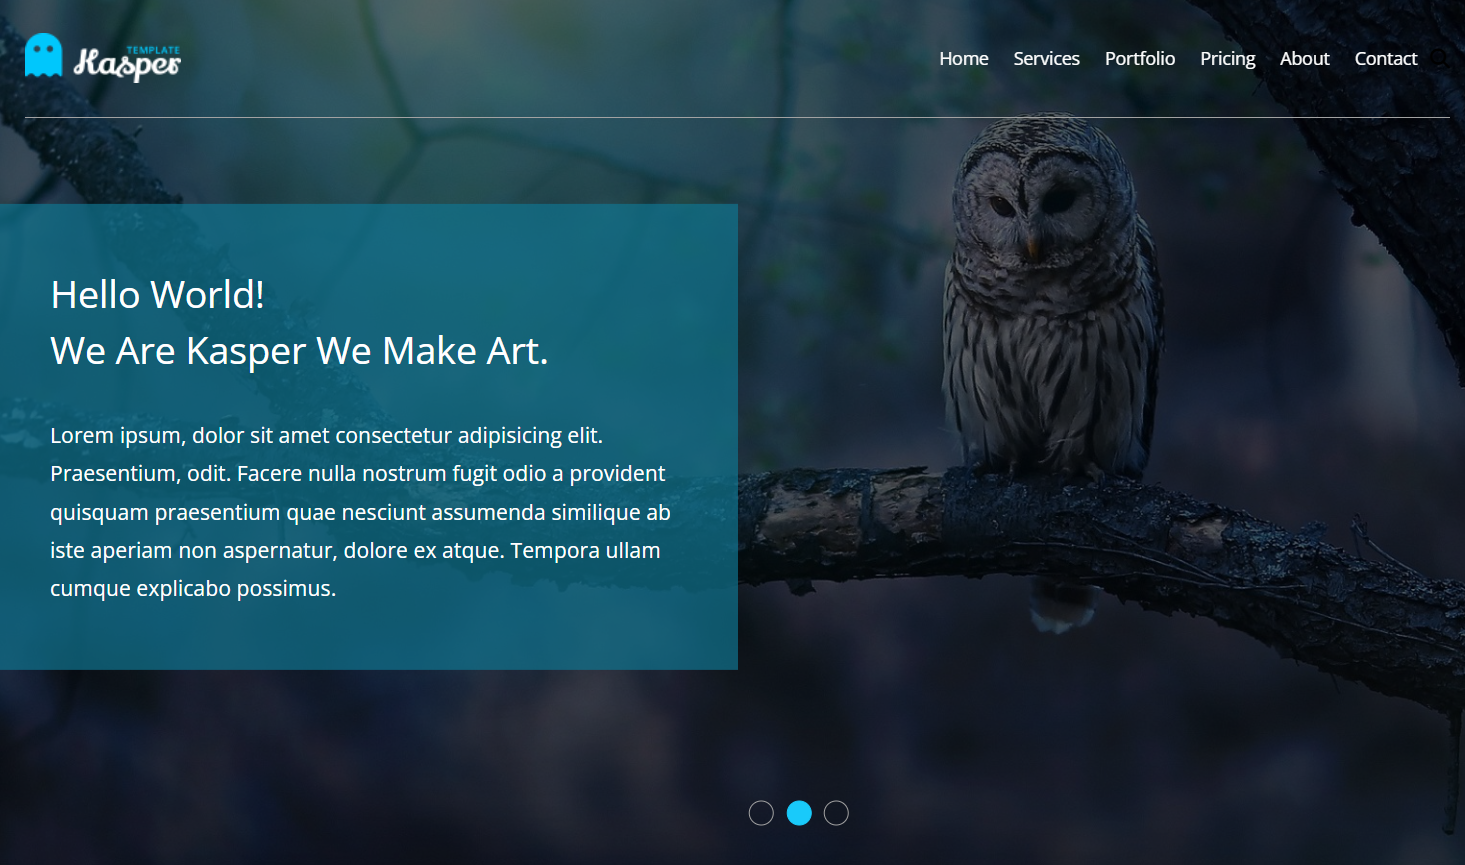 TEMPLATE
Kasper
Home Services Portfolio Pricing About Contact
Hello World!
We Are Kasper We Make Art.
Lorem ipsum, dolor sit amet consectetur adipisicing elit.
Praesentium, odit. Facere nulla nostrum fugit odio a provident
quisquam praesentium quae nesciunt assumenda similique ab
iste aperiam non aspernatur, dolore ex atque. Tempora ullam
cumque explicabo possimus.